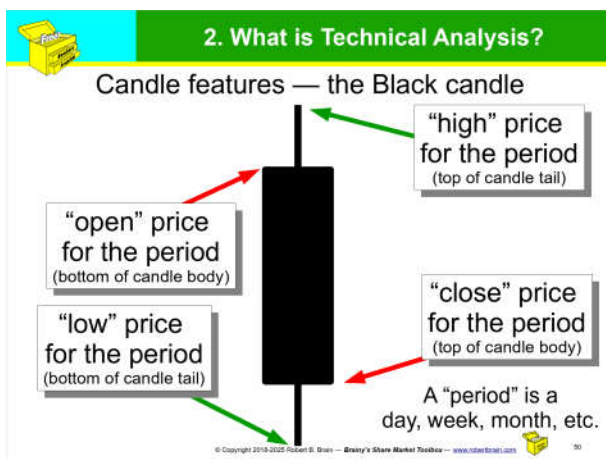 2. What is Technical Analysis?
Candle features — the Black candle
"high" price
for the period
(top of candle tail)
"open" price
for the period
(bottom of candle body)
"close" price
for the period
(top of candle body)
"low" price
for the period
(bottom of candle tail)
A "period" is a
day, week, month, etc.
© Copyright 2018-2025 Robert B. Brain — Brainy's Share Market Toolbox — www.robertbrain.com
50